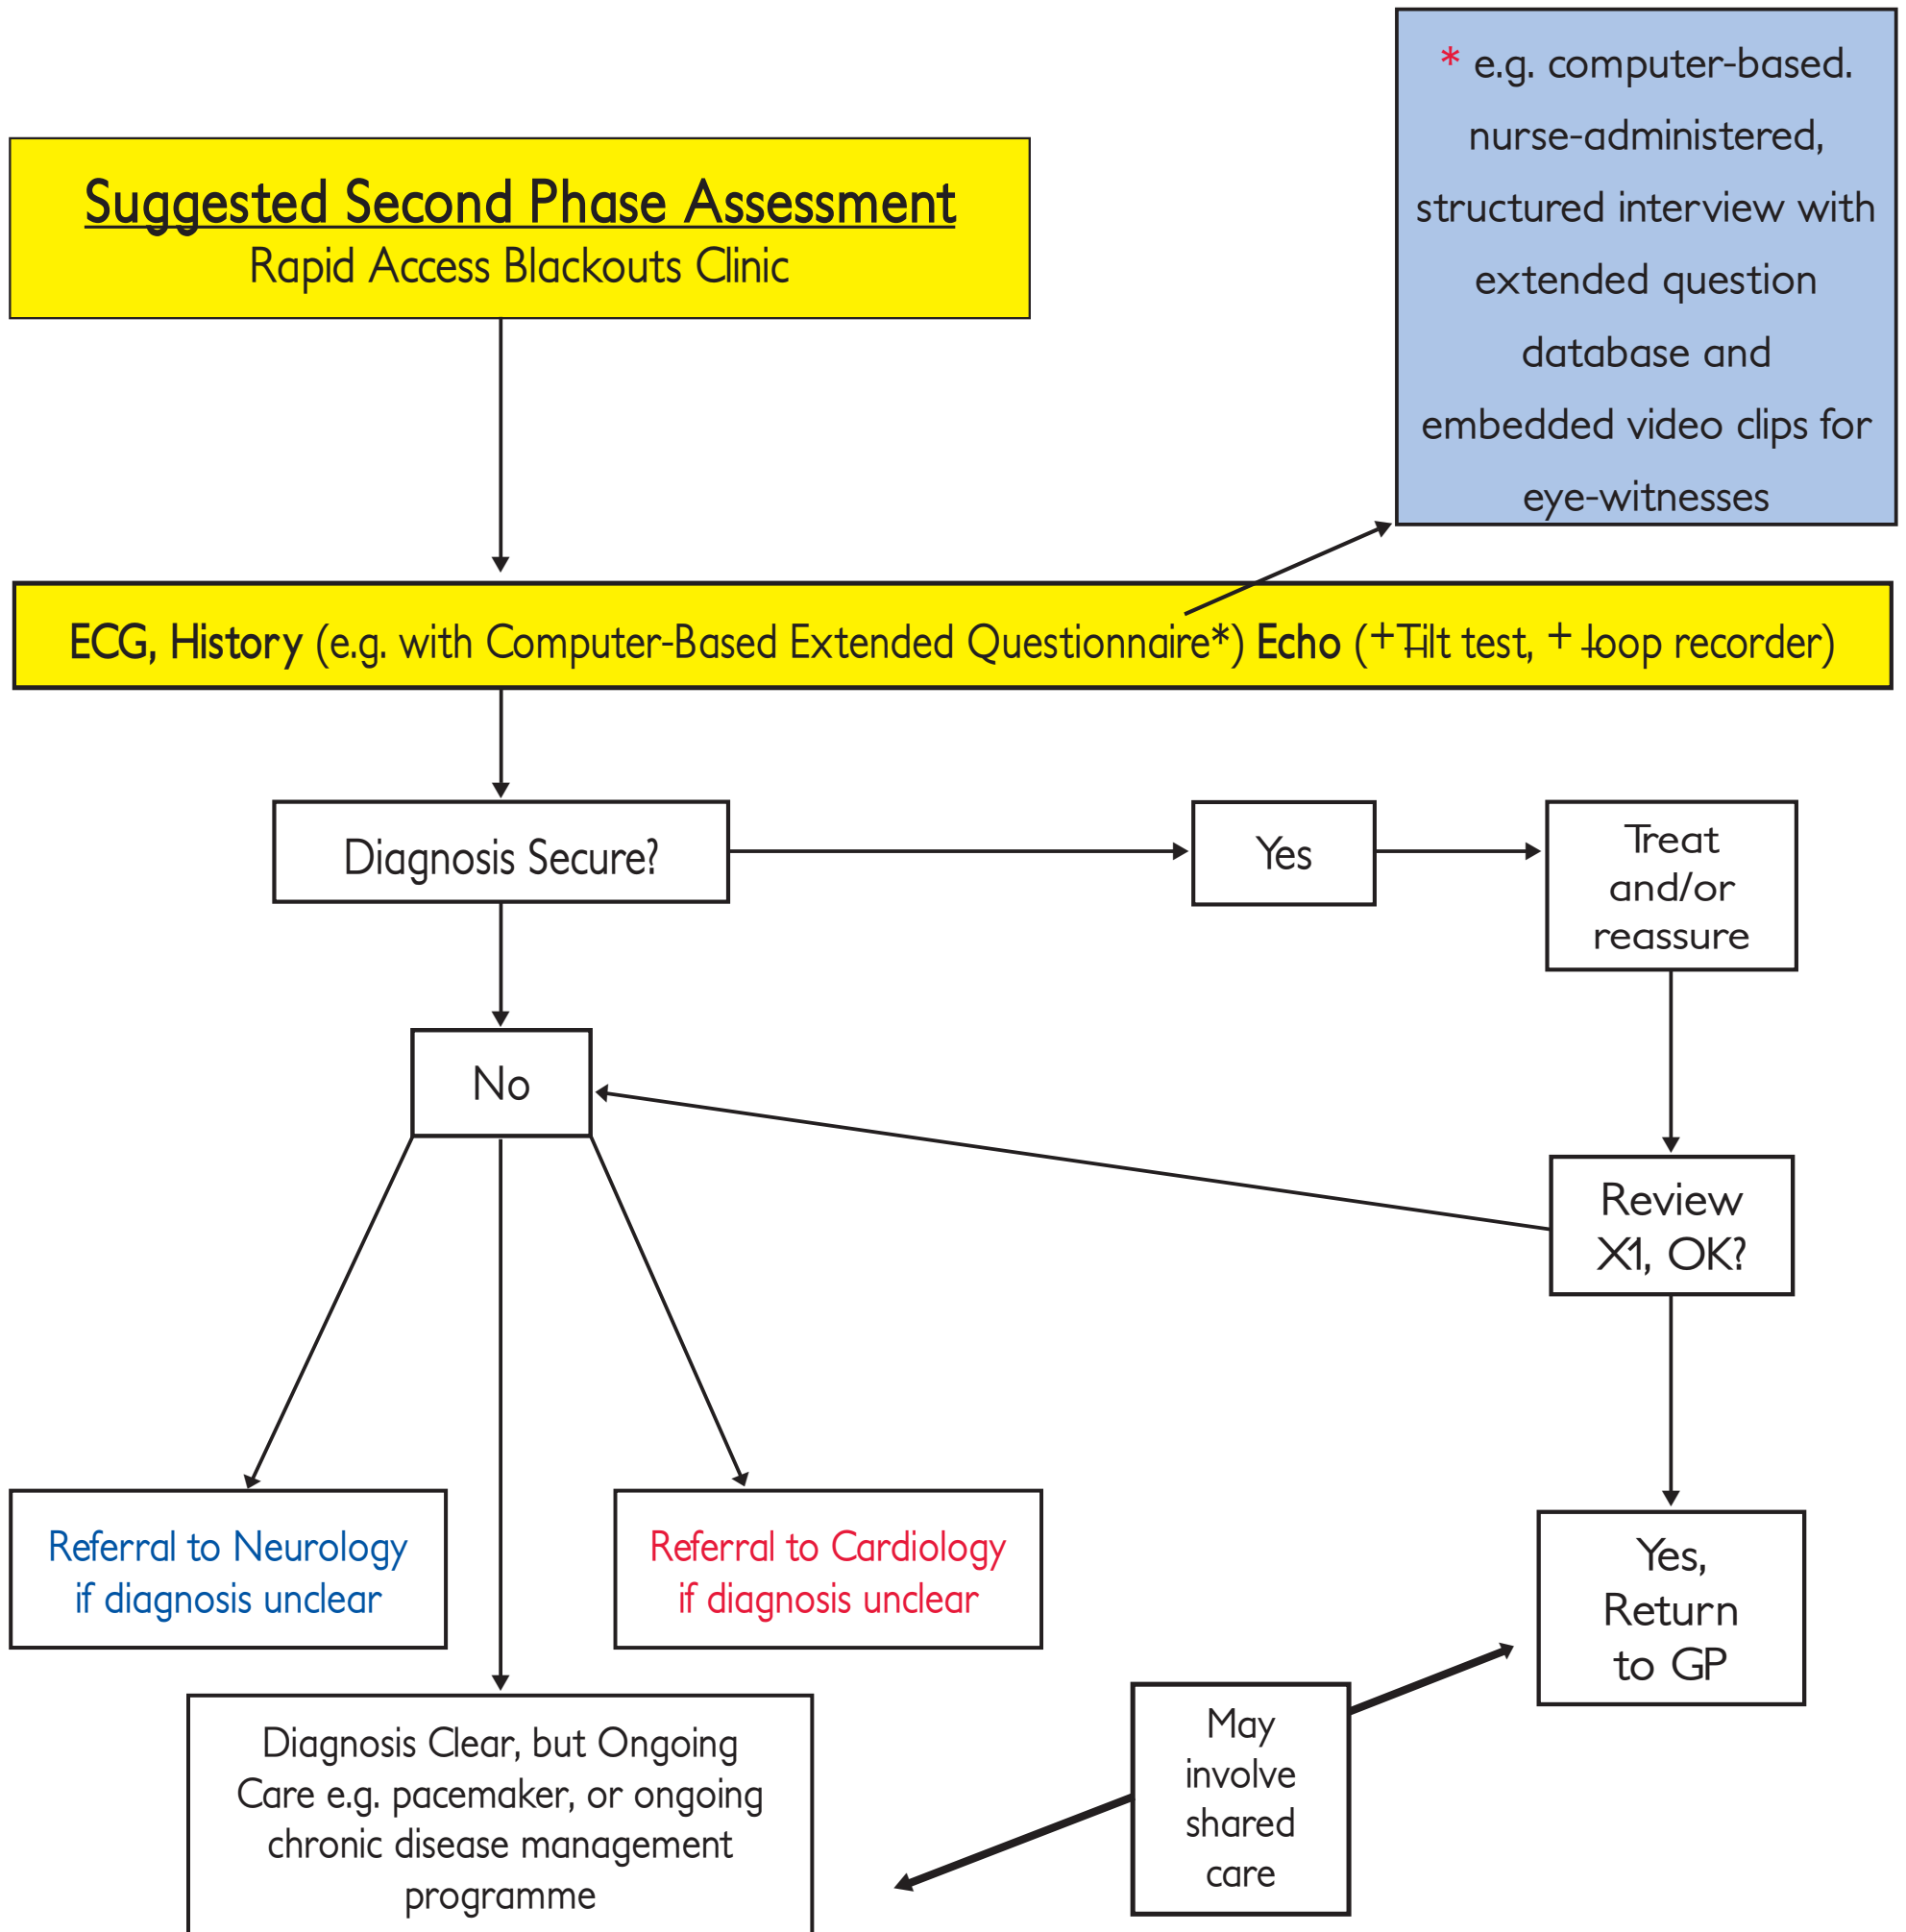 * e.g. computer-based.
nurse-administered,
structured interview with
extended question
database and
embedded video clips for
eye-witnesses
Suggested Second Phase Assessment
Rapid Access Blackouts Clinic
ECG, History (e.g. with Computer-Based Extended Questionnaire*) Echo (+Tilt test, + loop recorder)
Diagnosis Secure?
Yes
Treat
and/or
reassure
No
Review
X1, OK?
Referral to Neurology
if diagnosis unclear
Referral to Cardiology
if diagnosis unclear
Yes,
Return
to GP
Diagnosis Clear, but Ongoing
Care e.g. pacemaker, or ongoing
chronic disease management
programme
May
involve
shared
care